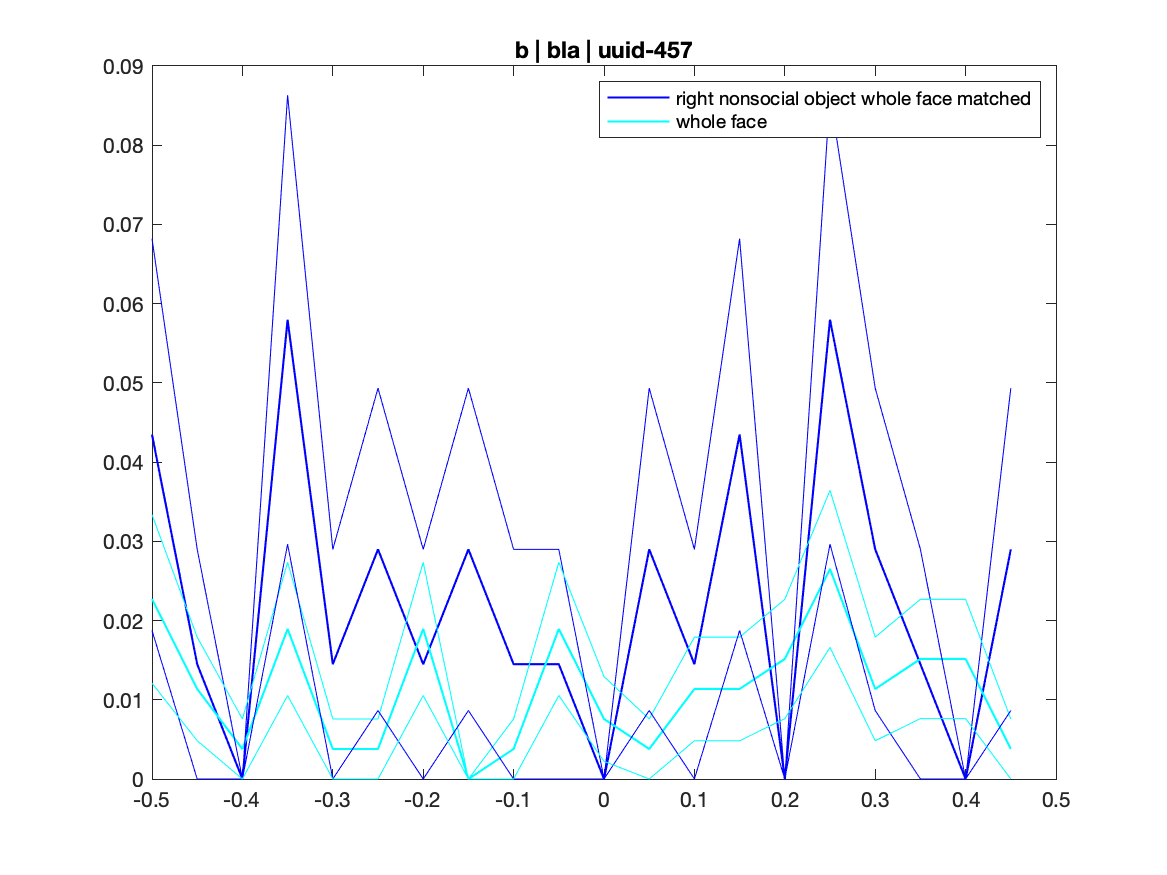 b | bla | uuid-457
right nonsocial object whole face matched
whole face
0.09
0.08
0.07
0.06
0.05
0.04
0.03
0.02
0.01
0
-0.5 -0.4 -0.3 -0.2 -0.1 0 0.1 0.2 0.3 0.4 0.5